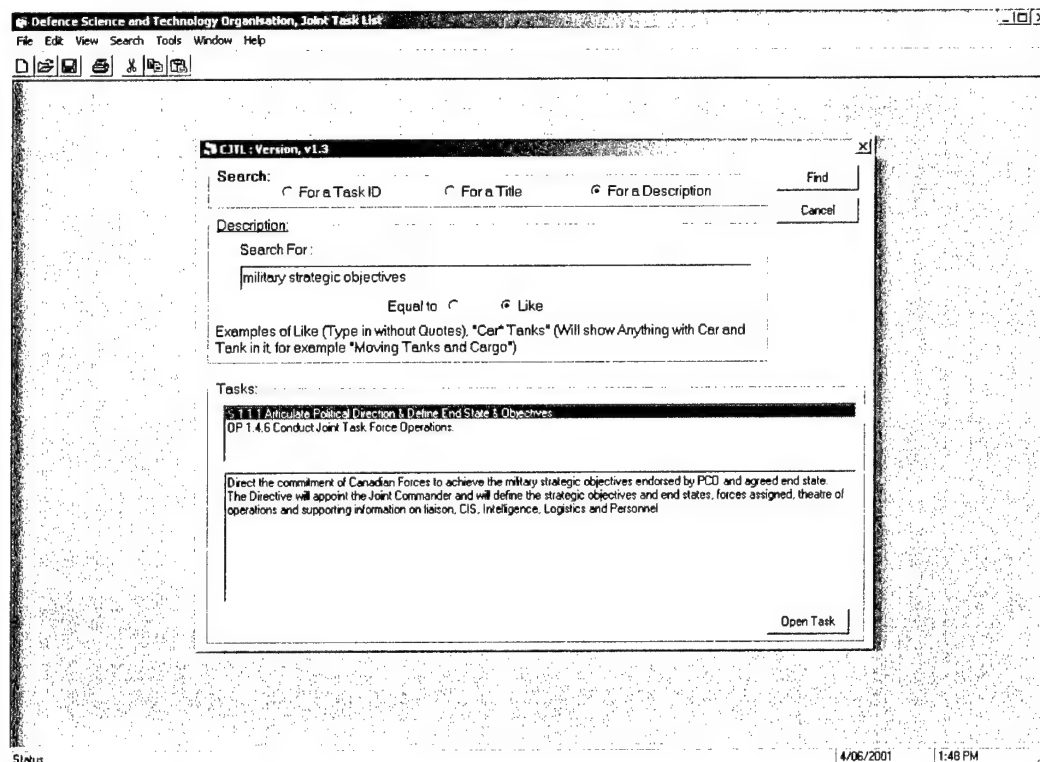 Defence Science and Technology Organisation, Joint Task List
File Edit View Search Tools Window Help
CJTL : Version, v1.3
Search:
For a Task ID For a Title For a Description
Find
Cancel
Description:
Search For :
military strategic objectives
Equal to Like
Examples of Like (Type in without Quotes), "Car* Tanks" (Will show Anything with Car and
Tank in it, for example "Moving Tanks and Cargo")
Tasks:
S 1.1.1 Articulate Political Direction & Define End State & Objectives
OP 1.4.6 Conduct Joint Task Force Operations.
Direct the commitment of Canadian Forces to achieve the military strategic objectives endorsed by PCO and agreed end state.
The Directive will appoint the Joint Commander and will define the strategic objectives and end states, forces assigned, theatre of
operations and supporting information on liaison, CIS, Intelligence, Logistics and Personnel
Open Task
Status 4/06/2001 1:48 PM